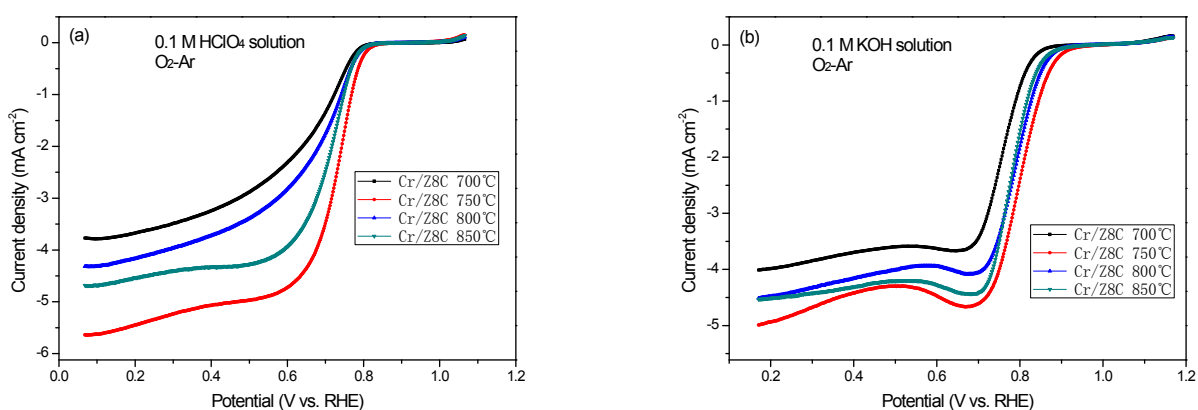 (a)
0.1 M HClO₄ solution
O₂-Ar
Cr/Z8C 700℃
Cr/Z8C 750℃
Cr/Z8C 800℃
Cr/Z8C 850℃
0
-1
-2
-3
-4
-5
-6
0.0 0.2 0.4 0.6 0.8 1.0 1.2
Current density (mA cm⁻²)
Potential (V vs. RHE)
(b)
0.1 M KOH solution
O₂-Ar
Cr/Z8C 700℃
Cr/Z8C 750℃
Cr/Z8C 800℃
Cr/Z8C 850℃
0
-1
-2
-3
-4
-5
0.2 0.4 0.6 0.8 1.0 1.2
Current density (mA cm⁻²)
Potential (V vs. RHE)